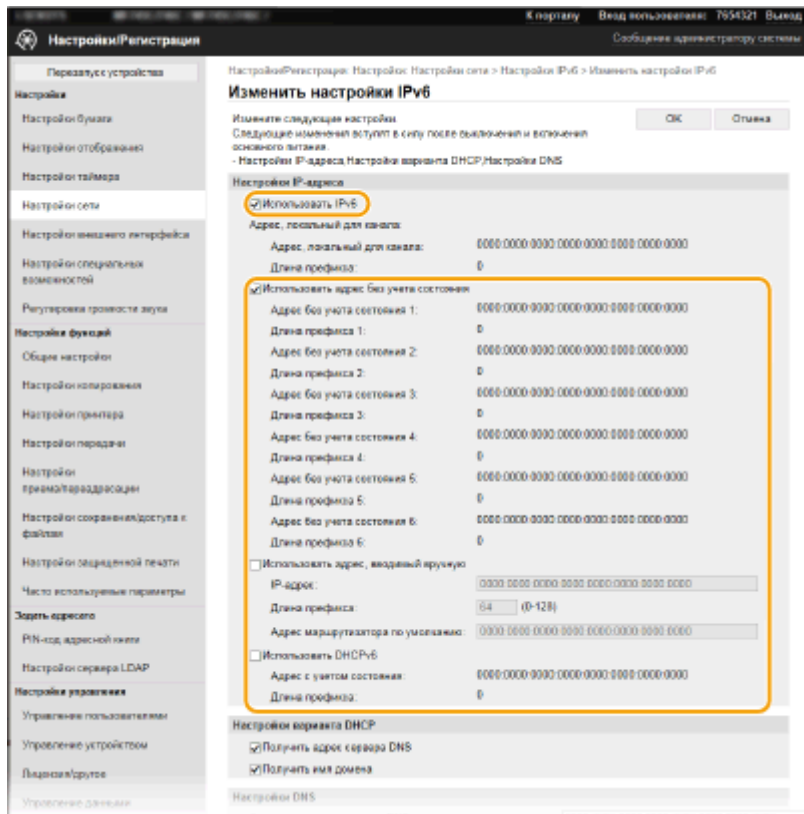 К порталу Вход пользователя: 7654321 Выход
Настройки/Регистрация
Сообщение администратору системы
Перезапуск устройства
Настройки
Настройки бумаги
Настройки отображения
Настройки таймера
Настройки сети
Настройки внешнего интерфейса
Настройки специальных
возможностей
Регулировка громкости звука
Настройки функций
Общие настройки
Настройки копирования
Настройки принтера
Настройки передачи
Настройки
приема/переадресации
Настройки сохранения/доступа к
файлам
Настройки защищенной печати
Часто используемые параметры
Задать адресата
PIN-код адресной книги
Настройки сервера LDAP
Настройки управления
Управление пользователями
Управление устройством
Лицензия/другое
Управление данными
Настройки/Регистрация: Настройки: Настройки сети > Настройки IPv6 > Изменить настройки IPv6
Изменить настройки IPv6
Измените следующие настройки.
OK Отмена
Следующие изменения вступят в силу после выключения и включения
основного питания.
- Настройки IP-адреса,Настройки варианта DHCP,Настройки DNS
Настройки IP-адреса
Использовать IPv6
Адрес, локальный для канала:
Адрес, локальный для канала: 0000:0000:0000:0000:0000:0000:0000:0000
Длина префикса: 0
Использовать адрес без учета состояния
Адрес без учета состояния 1: 0000:0000:0000:0000:0000:0000:0000:0000
Длина префикса 1: 0
Адрес без учета состояния 2: 0000:0000:0000:0000:0000:0000:0000:0000
Длина префикса 2: 0
Адрес без учета состояния 3: 0000:0000:0000:0000:0000:0000:0000:0000
Длина префикса 3: 0
Адрес без учета состояния 4: 0000:0000:0000:0000:0000:0000:0000:0000
Длина префикса 4: 0
Адрес без учета состояния 5: 0000:0000:0000:0000:0000:0000:0000:0000
Длина префикса 5: 0
Адрес без учета состояния 6: 0000:0000:0000:0000:0000:0000:0000:0000
Длина префикса 6: 0
Использовать адрес, вводимый вручную
IP-адрес: 0000:0000:0000:0000:0000:0000:0000:0000
Длина префикса: 64 (0-128)
Адрес маршрутизатора по умолчанию: 0000:0000:0000:0000:0000:0000:0000:0000
Использовать DHCPv6
Адрес с учетом состояния: 0000:0000:0000:0000:0000:0000:0000:0000
Длина префикса: 0
Настройки варианта DHCP
Получить адрес сервера DNS
Получить имя домена
Настройки DNS